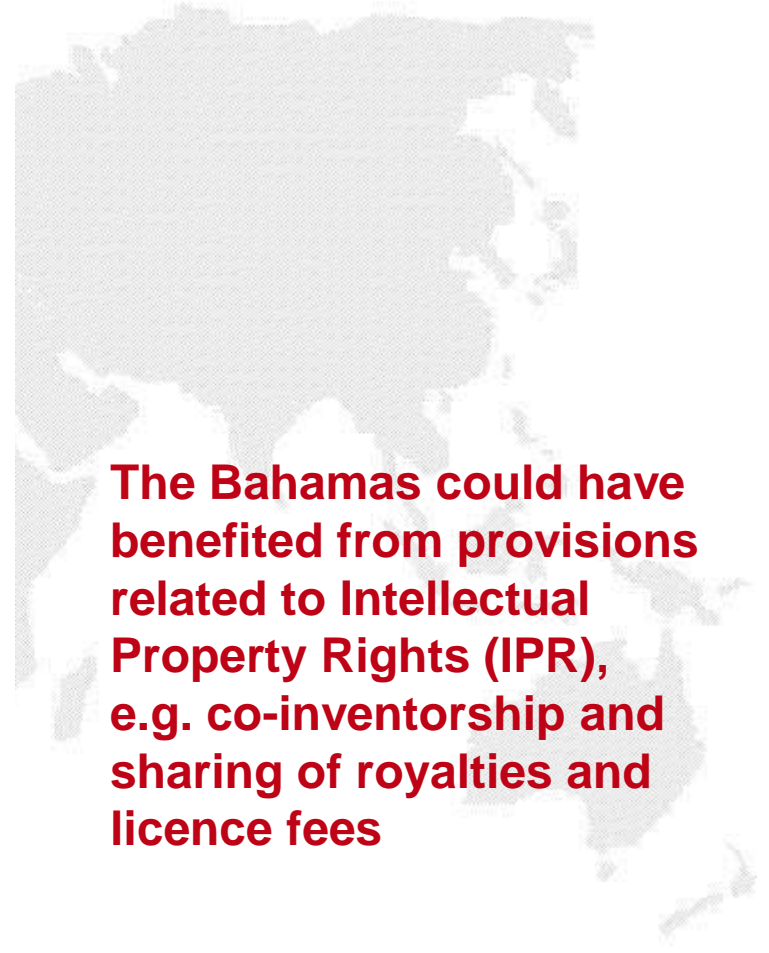 The Bahamas could have
benefited from provisions
related to Intellectual
Property Rights (IPR),
e.g. co-inventorship and
sharing of royalties and
licence fees